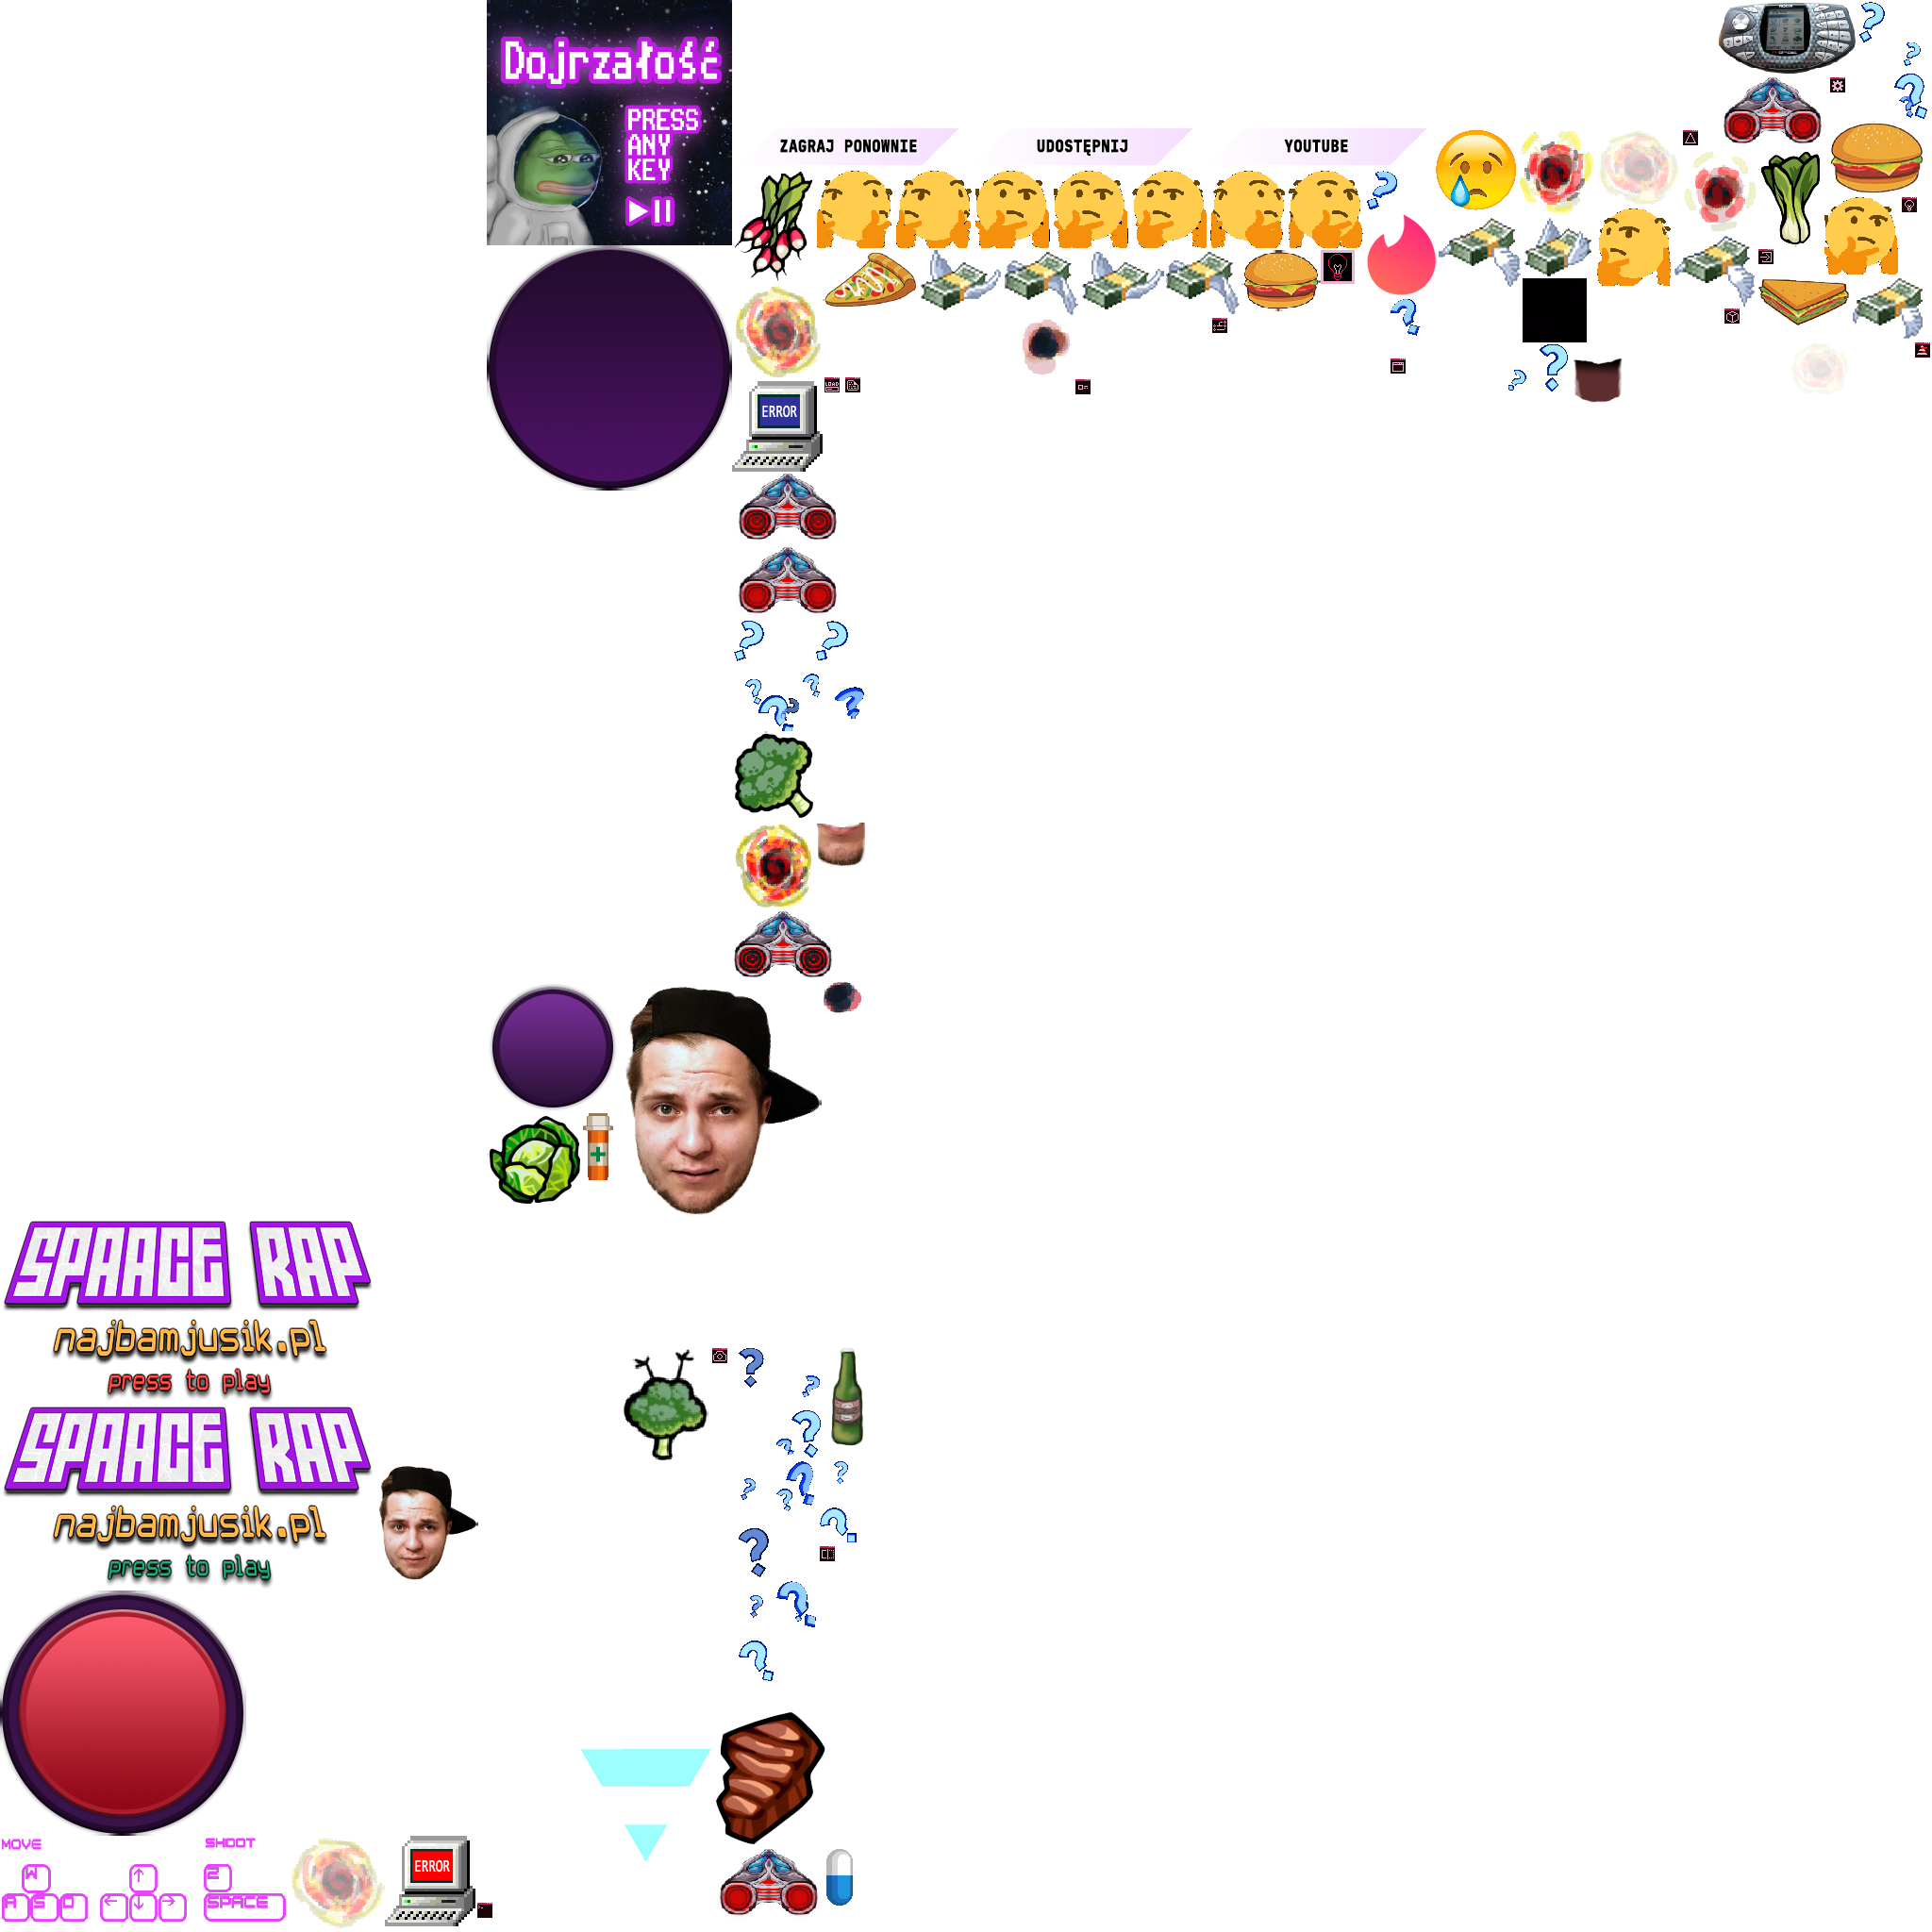 Dojrzałość
PRESS
ANY
KEY
ZAGRAJ PONOWNIE
UDOSTĘPNIJ
YOUTUBE
LOAD
ERROR
SPAACE RAP
najbamjusik.pl
press to play
SPAACE RAP
najbamjusik.pl
press to play
MOVE
SHOOT
W
Z
A S D
SPACE
ERROR